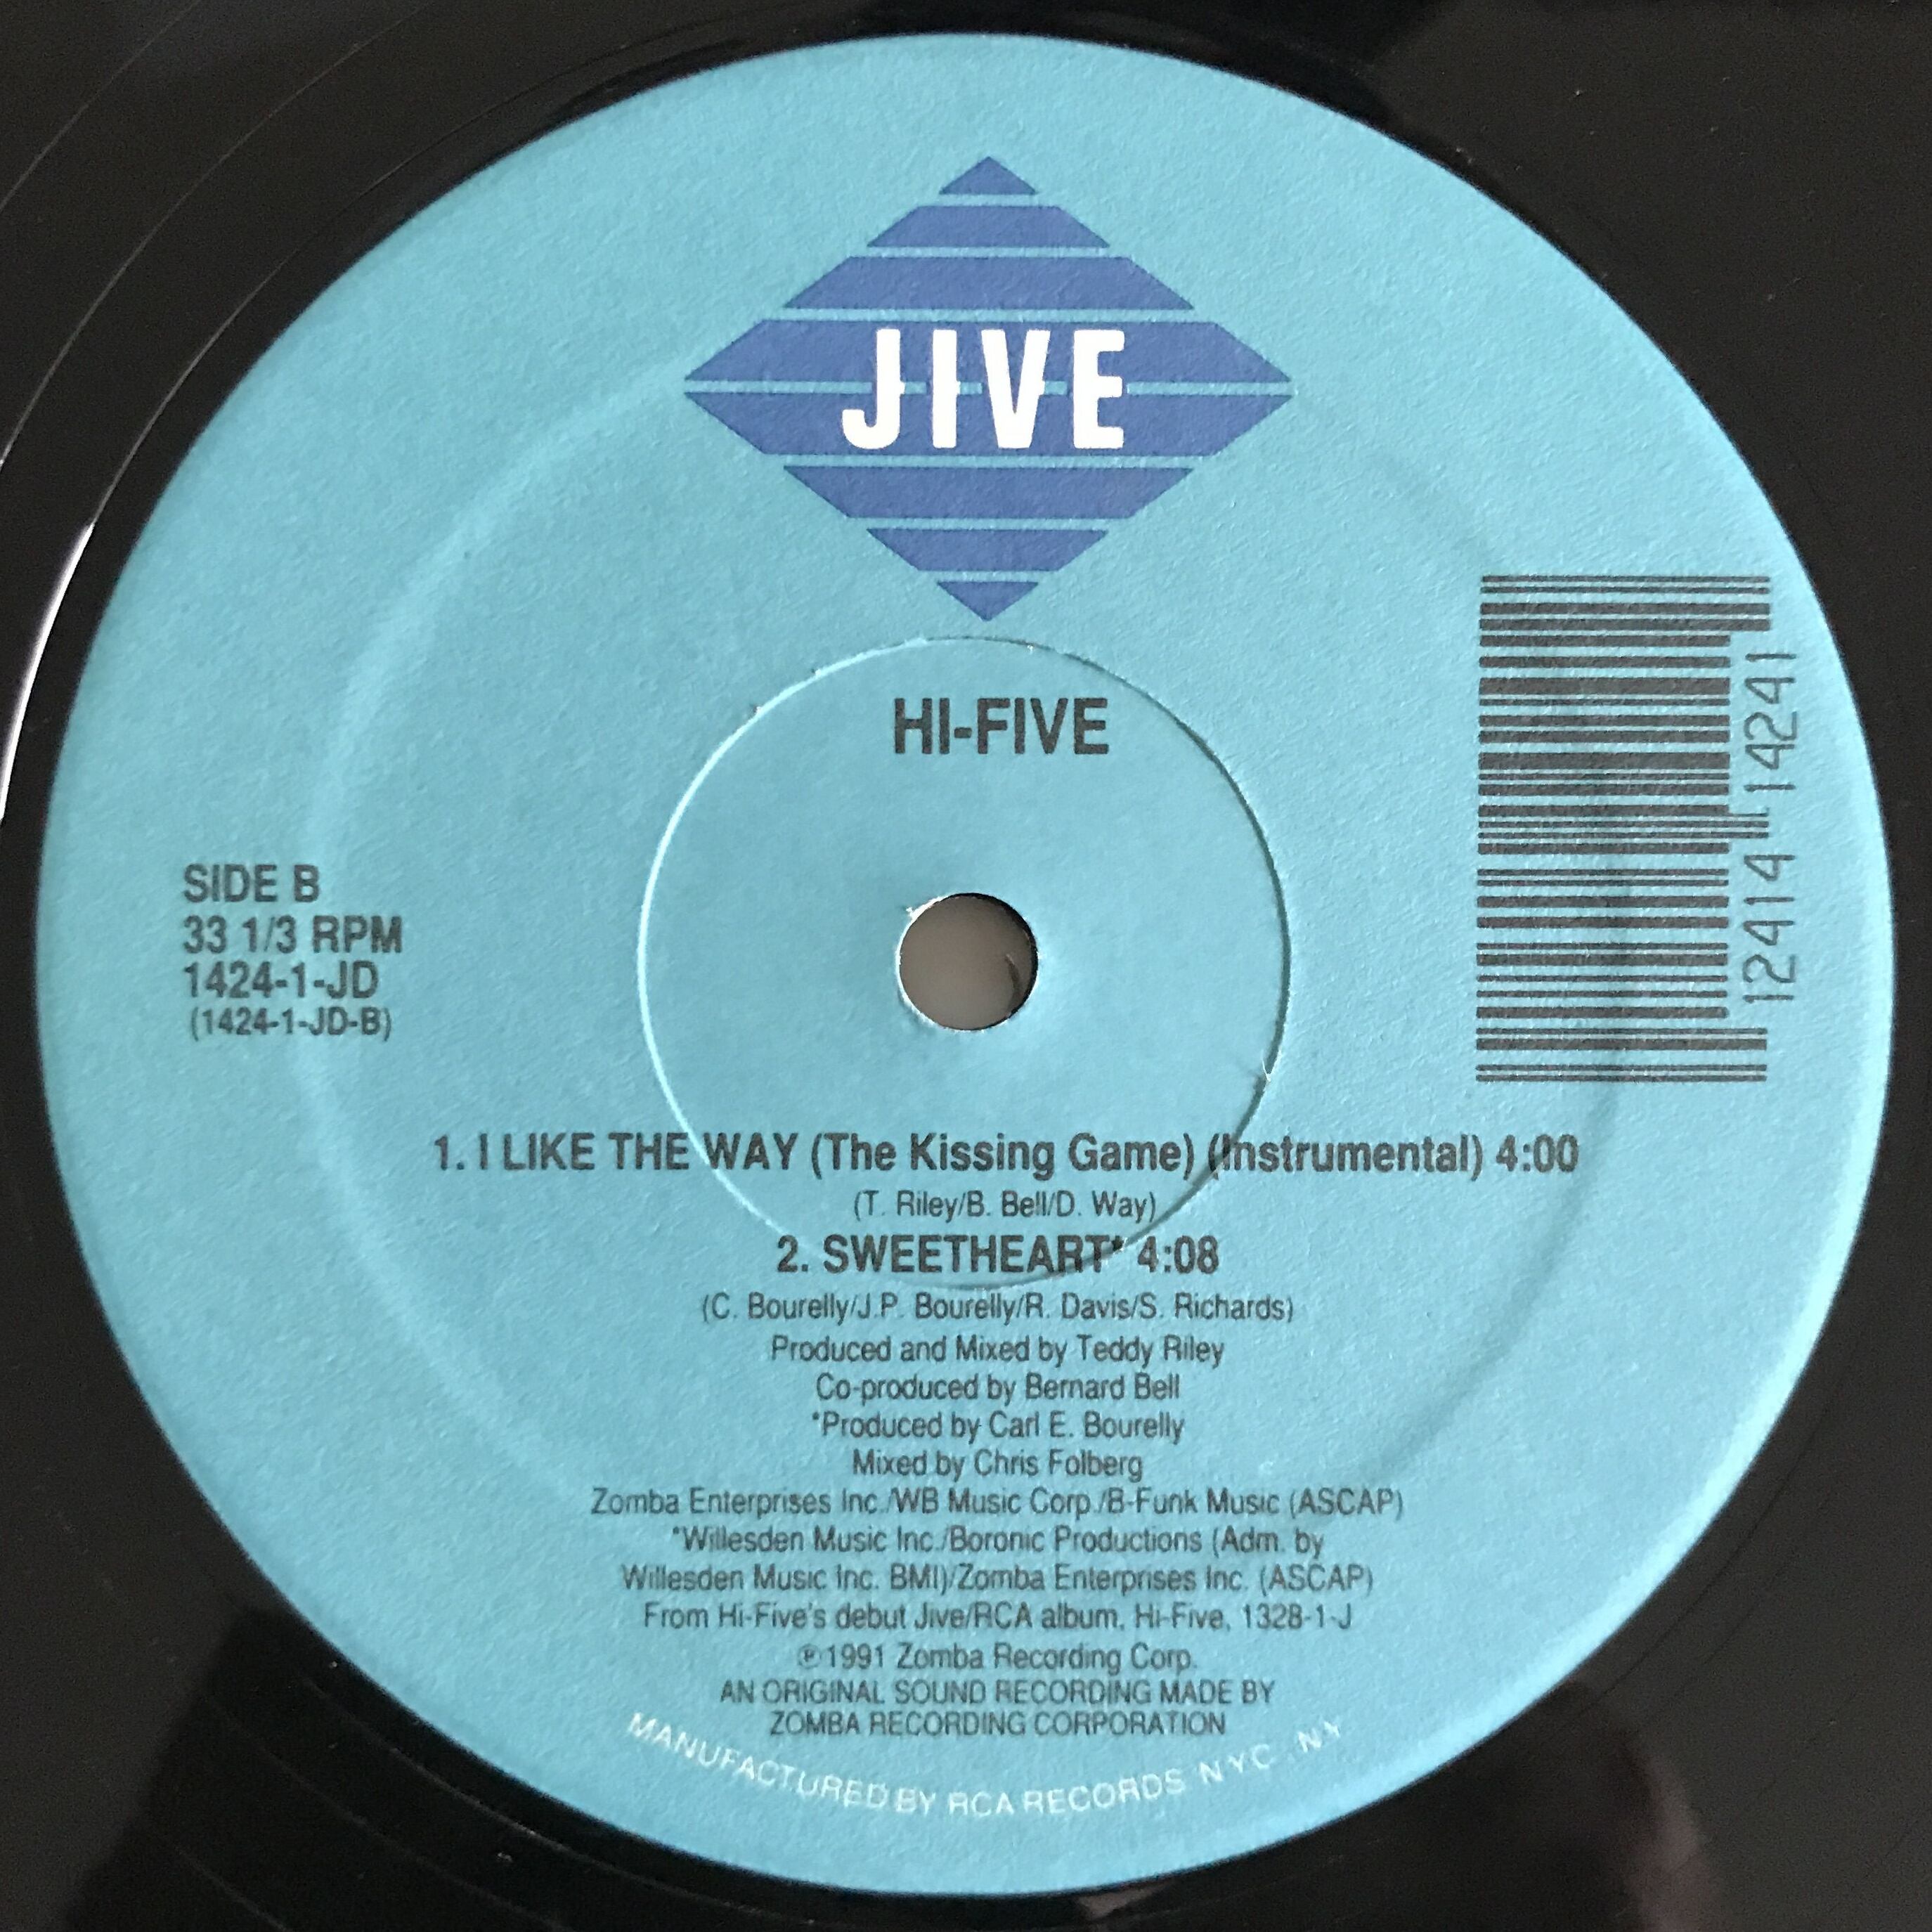 JIVE
HI-FIVE
SIDE B
33 1/3 RPM
1424-1-JD
(1424-1-JD-B)
12414 14241
1. I LIKE THE WAY (The Kissing Game) (Instrumental) 4:00
(T. Riley/B. Bell/D. Way)
2. SWEETHEART* 4:08
(C. Bourelly/J.P. Bourelly/R. Davis/S. Richards)
Produced and Mixed by Teddy Riley
Co-produced by Bernard Bell
*Produced by Carl E. Bourelly
Mixed by Chris Folberg
Zomba Enterprises Inc./WB Music Corp./B-Funk Music (ASCAP)
*Willesden Music Inc./Boronic Productions (Adm. by
Willesden Music Inc. BMI)/Zomba Enterprises Inc. (ASCAP)
From Hi-Five's debut Jive/RCA album, Hi-Five, 1328-1-J
℗1991 Zomba Recording Corp.
AN ORIGINAL SOUND RECORDING MADE BY
ZOMBA RECORDING CORPORATION
MANUFACTURED BY RCA RECORDS NYC, NY